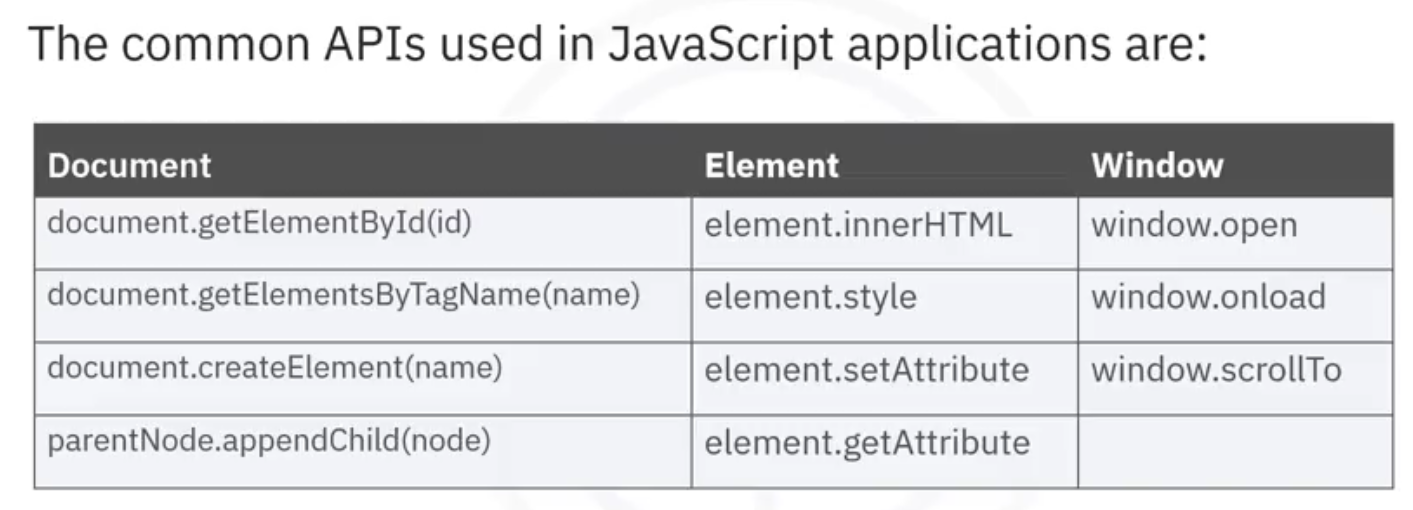 The common APIs used in JavaScript applications are:
Document Element Window
document.getElementById(id) element.innerHTML window.open
document.getElementsByTagName(name) element.style window.onload
document.createElement(name) element.setAttribute window.scrollTo
parentNode.appendChild(node) element.getAttribute